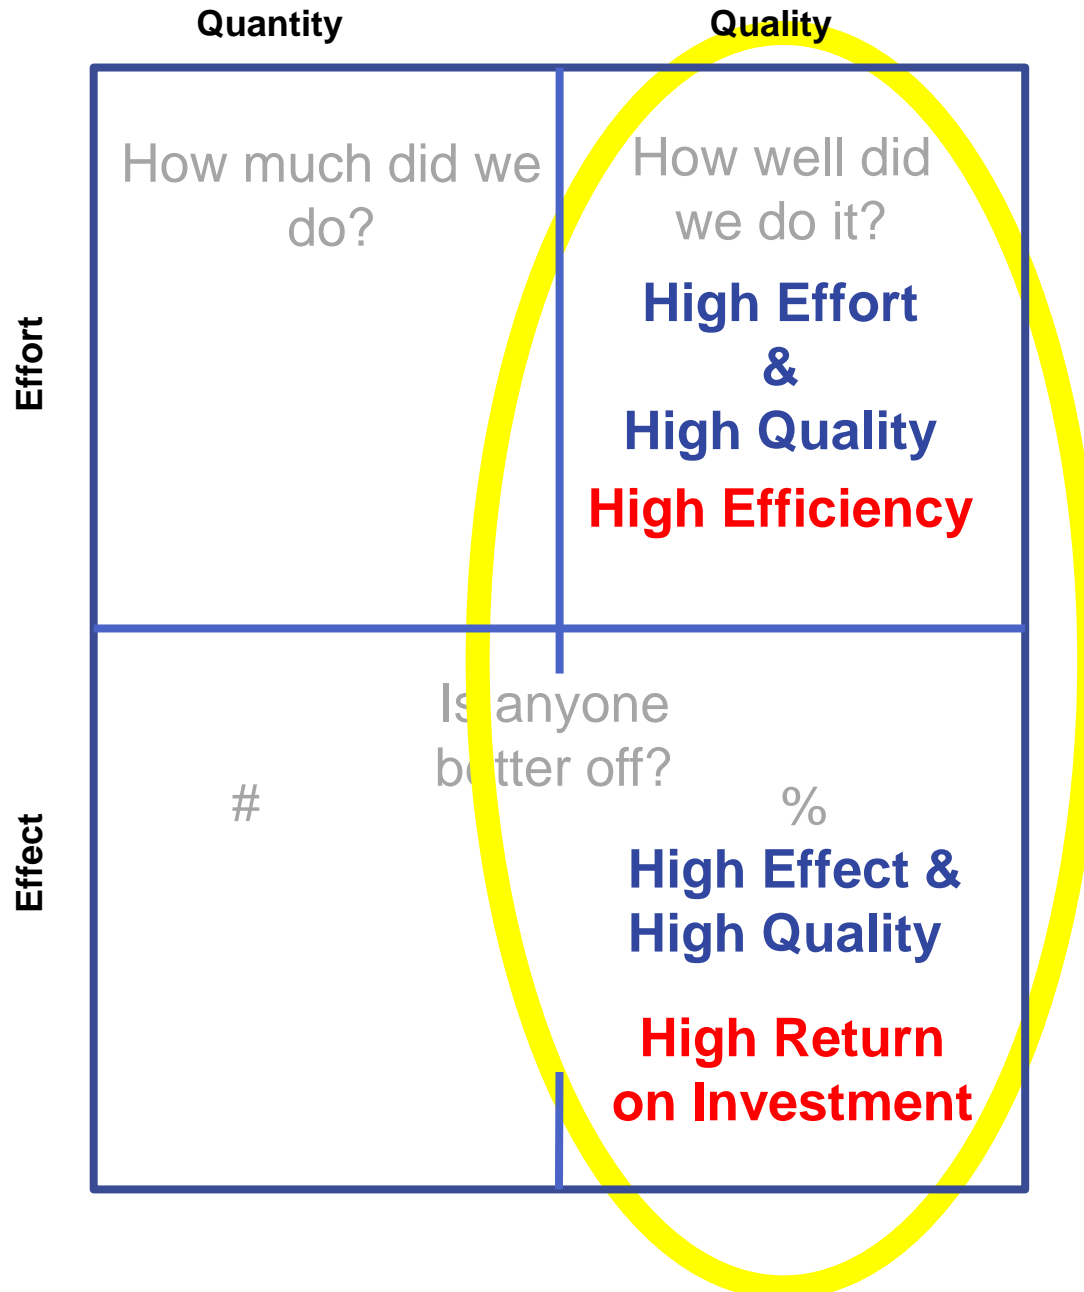 Quantity
Quality
Effort
How much did we
do?
How well did
we do it?
High Effort
&
High Quality
High Efficiency
Effect
Is anyone
better off?
#
%
High Effect &
High Quality
High Return
on Investment